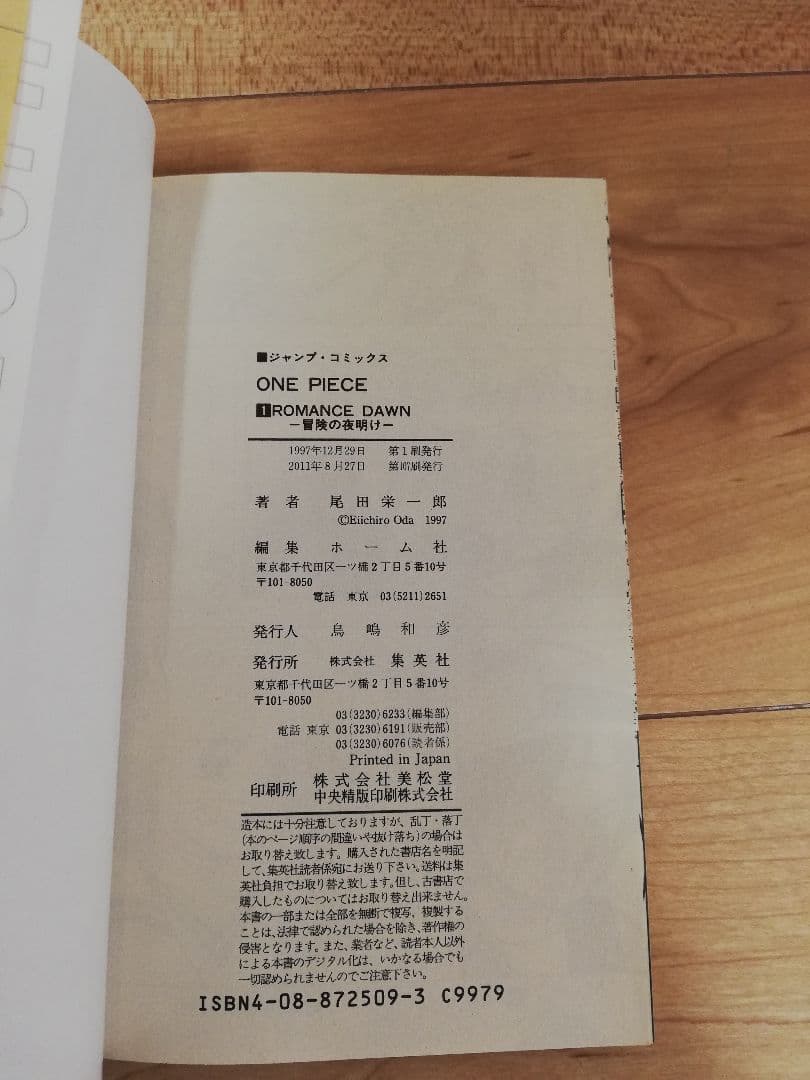 ■ジャンプ・コミックス
ONE PIECE
1 ROMANCE DAWN
―冒険の夜明け―
1997年12月29日　第1刷発行
2011年8月27日　第107刷発行
著者　尾田栄一郎
©Eiichiro Oda 1997
編集　ホーム社
東京都千代田区一ツ橋2丁目5番10号
〒101-8050
電話　東京　03(5211)2651
発行人　鳥嶋和彦
発行所　株式会社　集英社
東京都千代田区一ツ橋2丁目5番10号
〒101-8050
03(3230)6233(編集部)
電話 東京 03(3230)6191(販売部)
03(3230)6076(読者係)
Printed in Japan
印刷所　株式会社美松堂
中央精版印刷株式会社
造本には十分注意しておりますが、乱丁・落丁
(本のページ順序の間違いや抜け落ち)の場合は
お取り替え致します。購入された書店名を明記
して、集英社読者係宛にお送り下さい。送料は集
英社負担でお取り替え致します。但し、古書店で
購入したものについてはお取り替え出来ません。
本書の一部または全部を無断で複写、複製する
ことは、法律で認められた場合を除き、著作権の
侵害となります。また、業者など、読者本人以外
による本書のデジタル化は、いかなる場合でも
一切認められませんのでご注意下さい。
ISBN4-08-872509-3 C9979